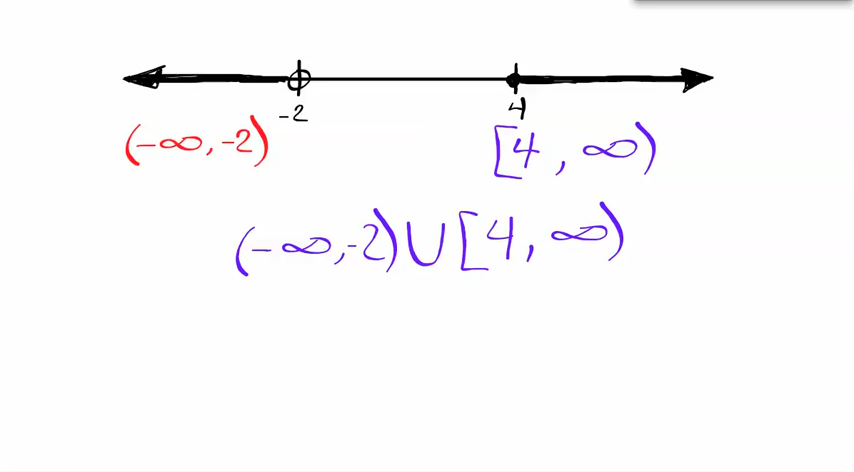 -2 4
(-∞,-2) [4, ∞)
(-∞,-2)∪[4, ∞)